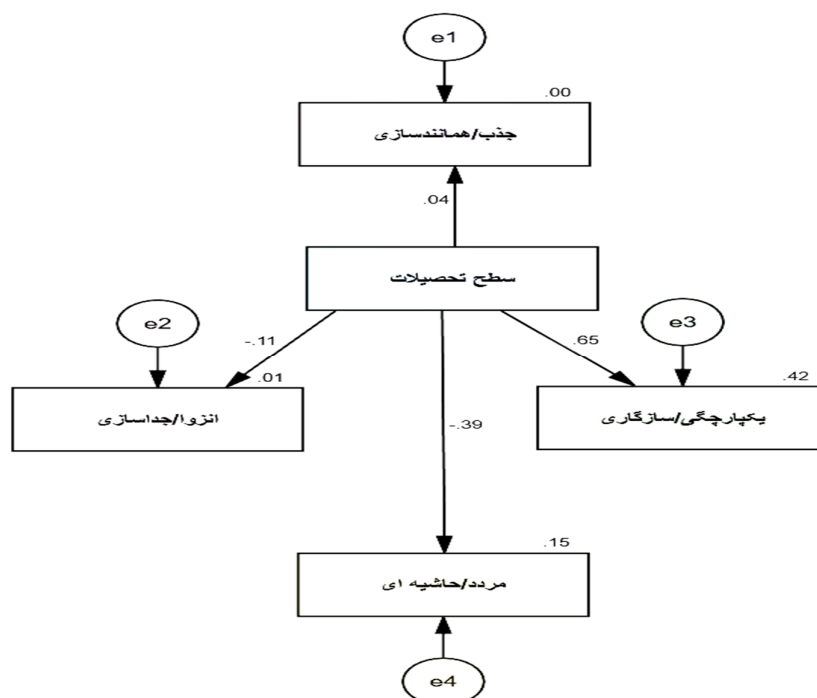 e1
.00
جذب/همانندسازی
.04
سطح تحصیلات
e2
e3
-.11
.65
.01
.42
انزوا/جداسازی
یکپارچگی/سازگاری
-.39
.15
مردد/حاشیه ای
e4